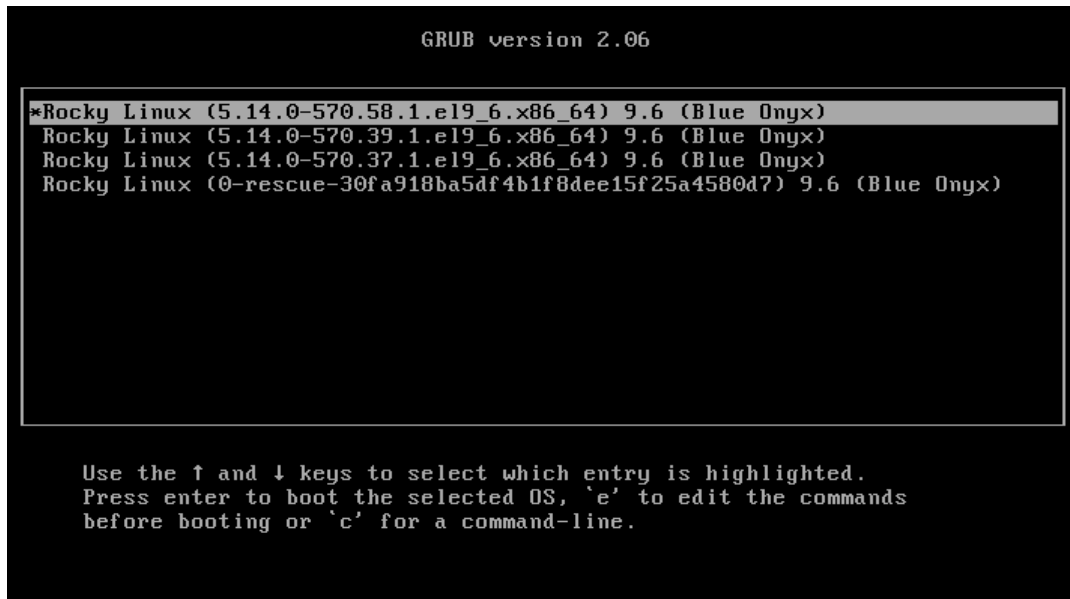 GRUB version 2.06
*Rocky Linux (5.14.0-570.58.1.el9_6.x86_64) 9.6 (Blue Onyx)
Rocky Linux (5.14.0-570.39.1.el9_6.x86_64) 9.6 (Blue Onyx)
Rocky Linux (5.14.0-570.37.1.el9_6.x86_64) 9.6 (Blue Onyx)
Rocky Linux (0-rescue-30fa918ba5df4b1f8dee15f25a4580d7) 9.6 (Blue Onyx)
Use the ↑ and ↓ keys to select which entry is highlighted.
Press enter to boot the selected OS, `e' to edit the commands
before booting or `c' for a command-line.